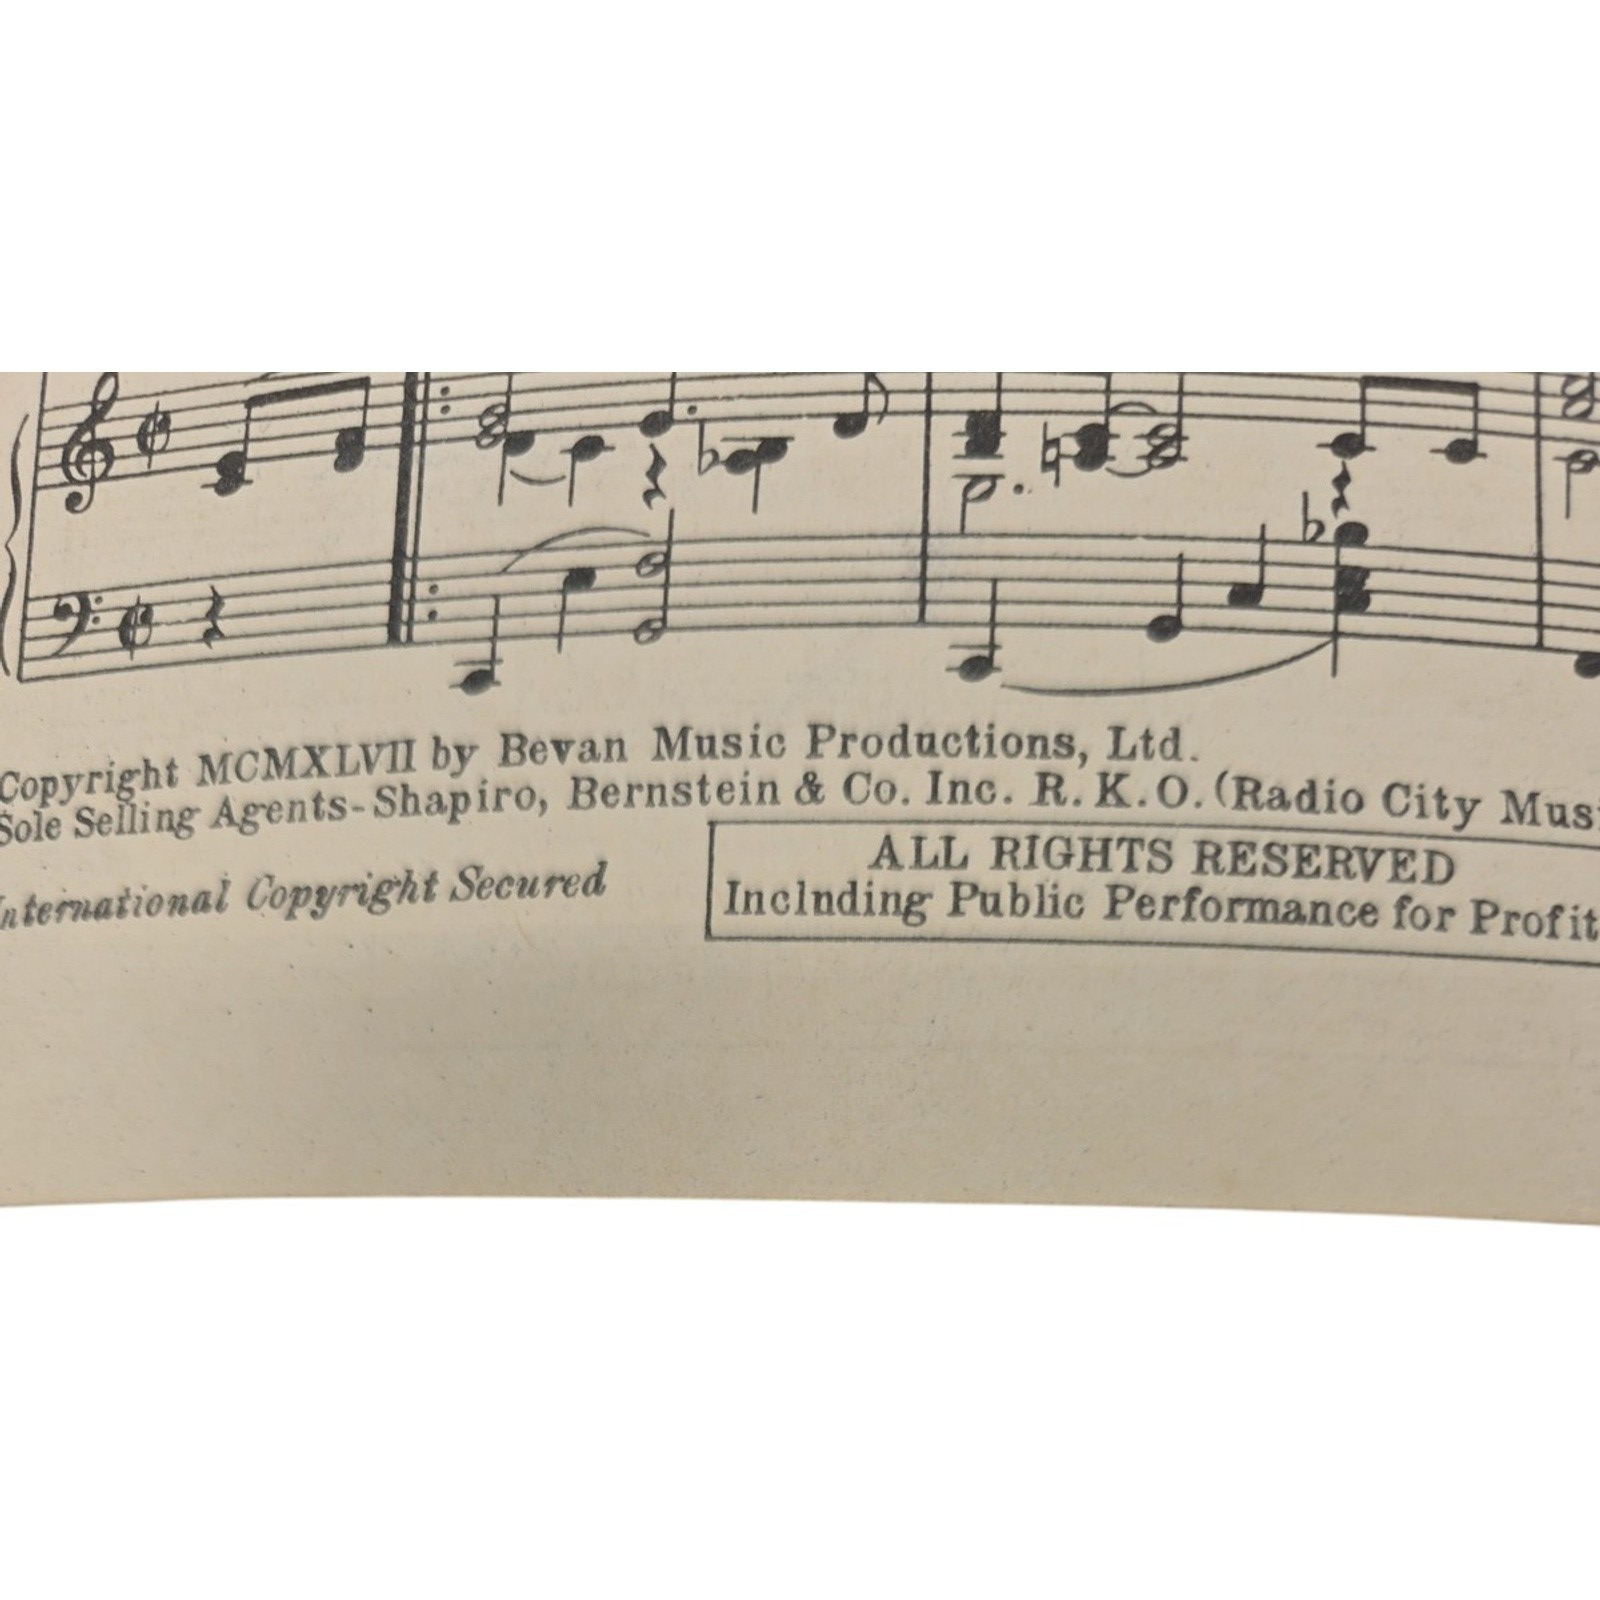 Copyright MCMXLVII by Bevan Music Productions, Ltd.
Sole Selling Agents-Shapiro, Bernstein & Co. Inc. R. K. O. (Radio City
International Copyright Secured
ALL RIGHTS RESERVED
Inclnding Public Performance for Profit